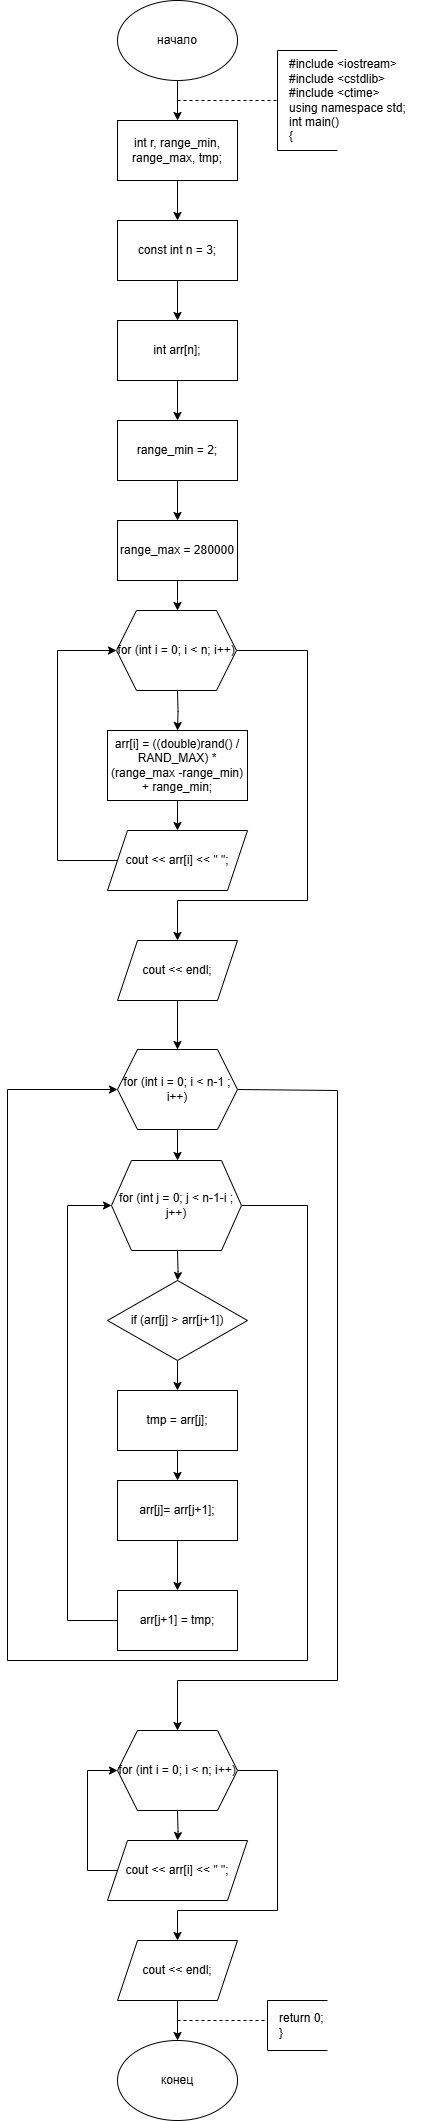 начало
#include <iostream>
#include <cstdlib>
#include <ctime>
using namespace std;
int main()
{
int r, range_min,
range_max, tmp;
const int n = 3;
int arr[n];
range_min = 2;
range_max = 280000
for (int i = 0; i < n; i++)
arr[i] = ((double)rand() /
RAND_MAX) *
(range_max -range_min)
+ range_min;
cout << arr[i] << " ";
cout << endl;
for (int i = 0; i < n-1 ;
i++)
for (int j = 0; j < n-1-i ;
j++)
if (arr[j] > arr[j+1])
tmp = arr[j];
arr[j]= arr[j+1];
arr[j+1] = tmp;
for (int i = 0; i < n; i++)
cout << arr[i] << " ";
cout << endl;
return 0;
}
конец